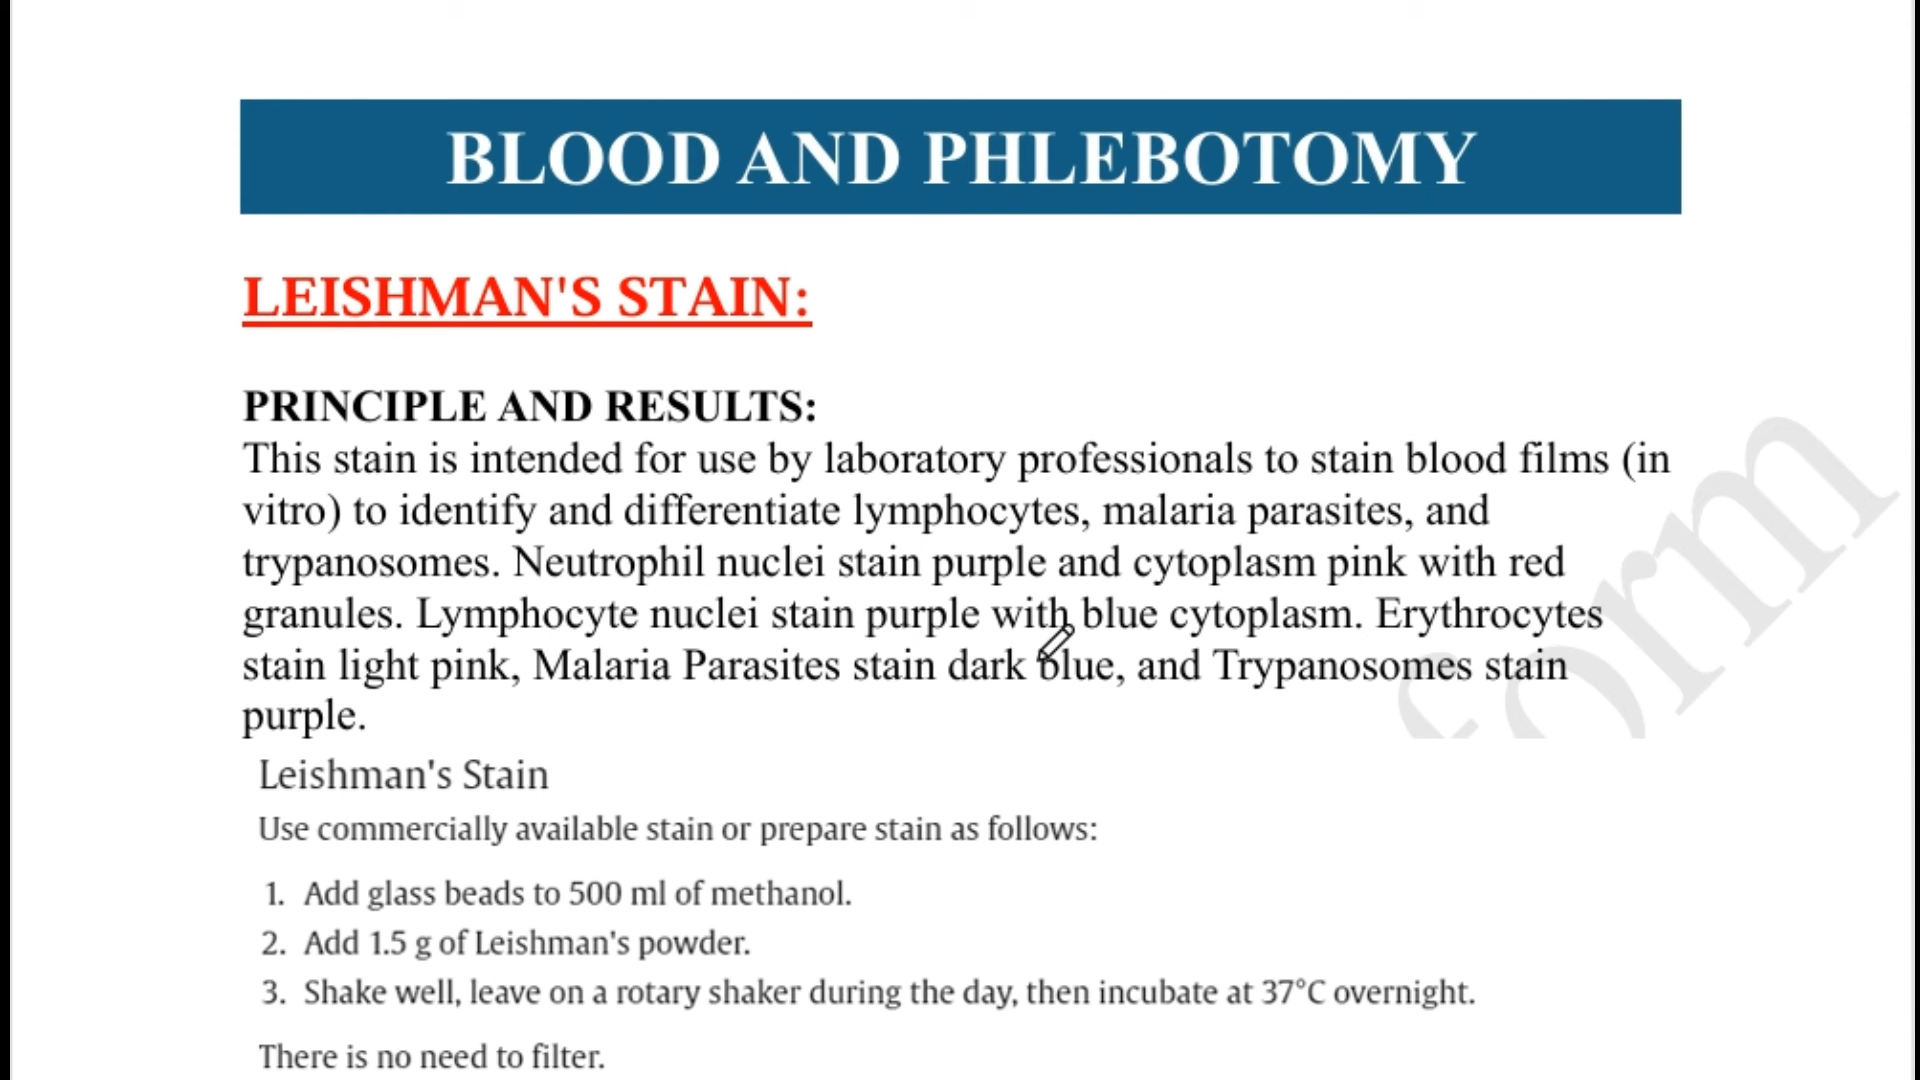 BLOOD AND PHLEBOTOMY
LEISHMAN'S STAIN:
PRINCIPLE AND RESULTS:
This stain is intended for use by laboratory professionals to stain blood films (in
vitro) to identify and differentiate lymphocytes, malaria parasites, and
trypanosomes. Neutrophil nuclei stain purple and cytoplasm pink with red
granules. Lymphocyte nuclei stain purple with blue cytoplasm. Erythrocytes
stain light pink, Malaria Parasites stain dark blue, and Trypanosomes stain
purple.
form
Leishman's Stain
Use commercially available stain or prepare stain as follows:
1. Add glass beads to 500 ml of methanol.
2. Add 1.5 g of Leishman's powder.
3. Shake well, leave on a rotary shaker during the day, then incubate at 37°C overnight.
There is no need to filter.